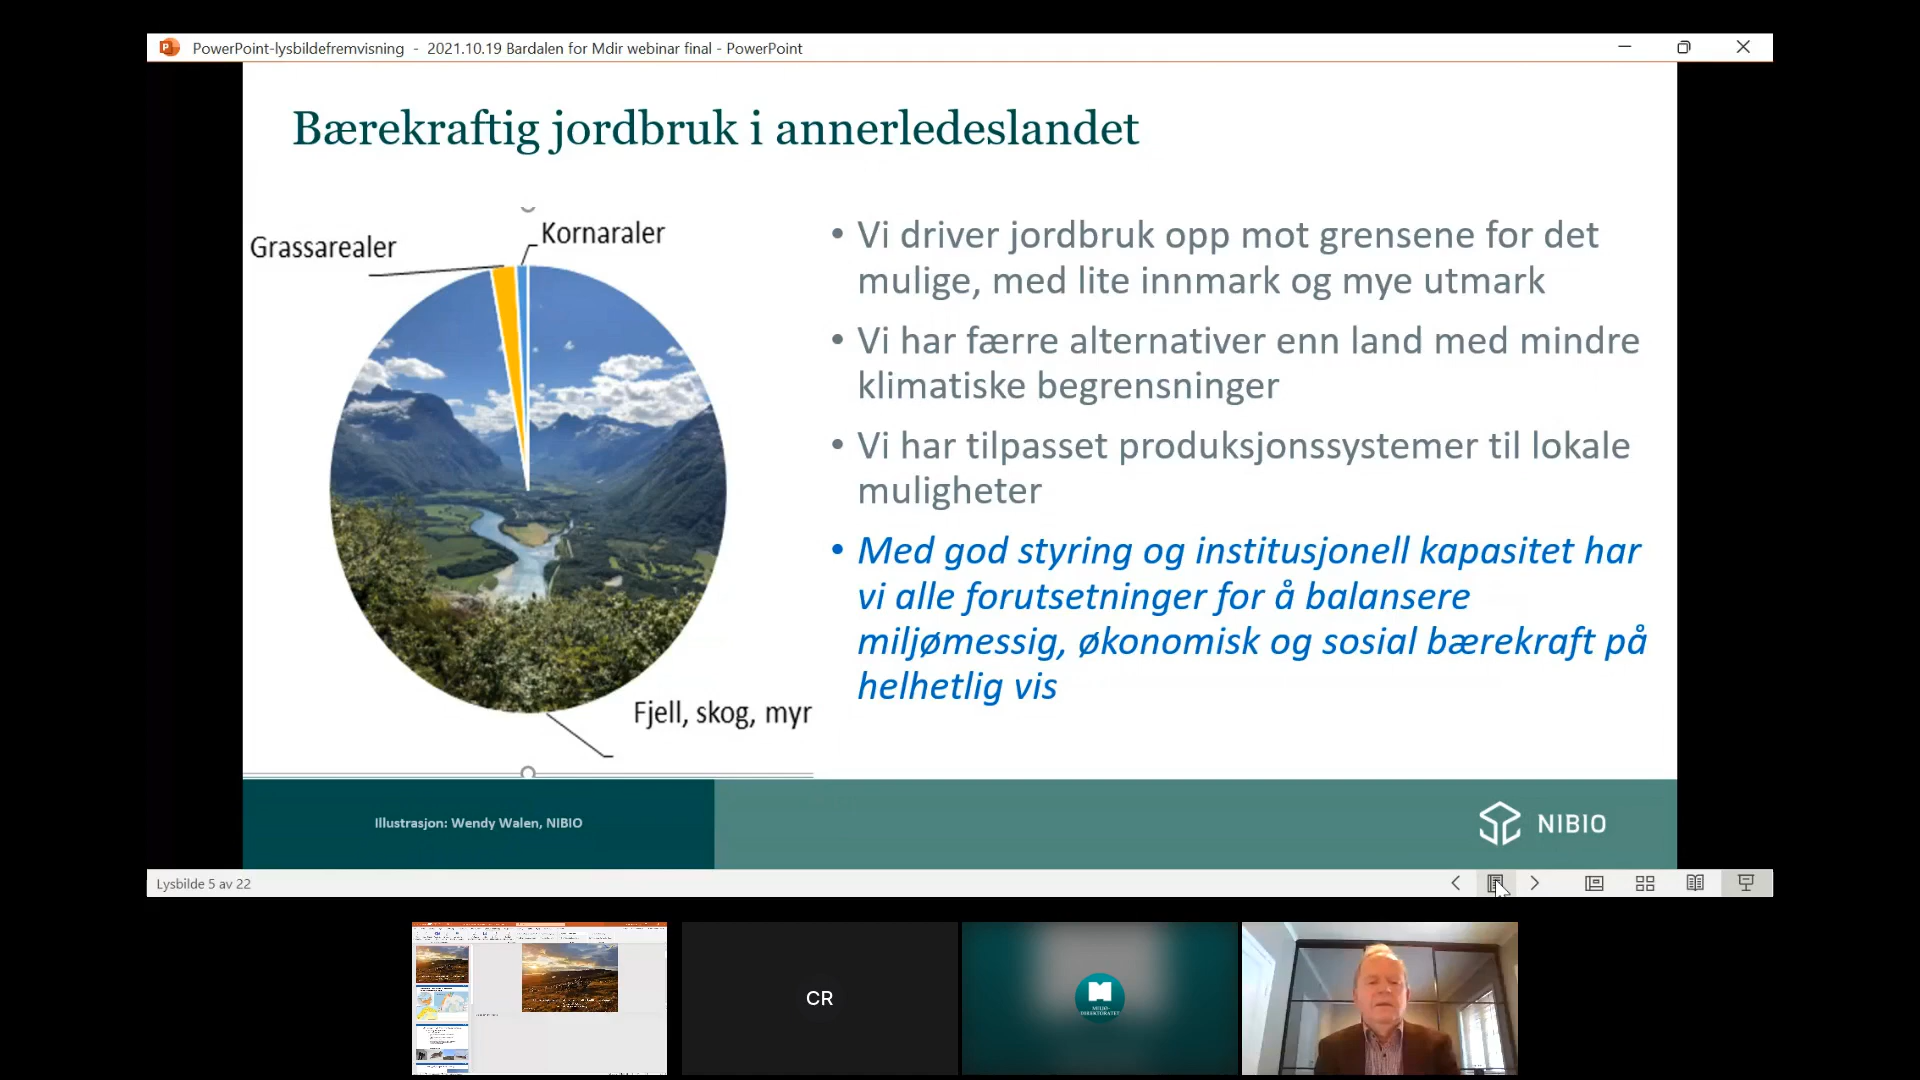 PowerPoint-lysbildefremvisning - 2021.10.19 Bardalen for Mdir webinar final - PowerPoint
Bærekraftig jordbruk i annerledeslandet
Grassarealer
Kornaraler
Fjell, skog, myr
• Vi driver jordbruk opp mot grensene for det
mulige, med lite innmark og mye utmark
• Vi har færre alternativer enn land med mindre
klimatiske begrensninger
• Vi har tilpasset produksjonssystemer til lokale
muligheter
• Med god styring og institusjonell kapasitet har
vi alle forutsetninger for å balansere
miljømessig, økonomisk og sosial bærekraft på
helhetlig vis
Illustrasjon: Wendy Walen, NIBIO
NIBIO
Lysbilde 5 av 22
CR